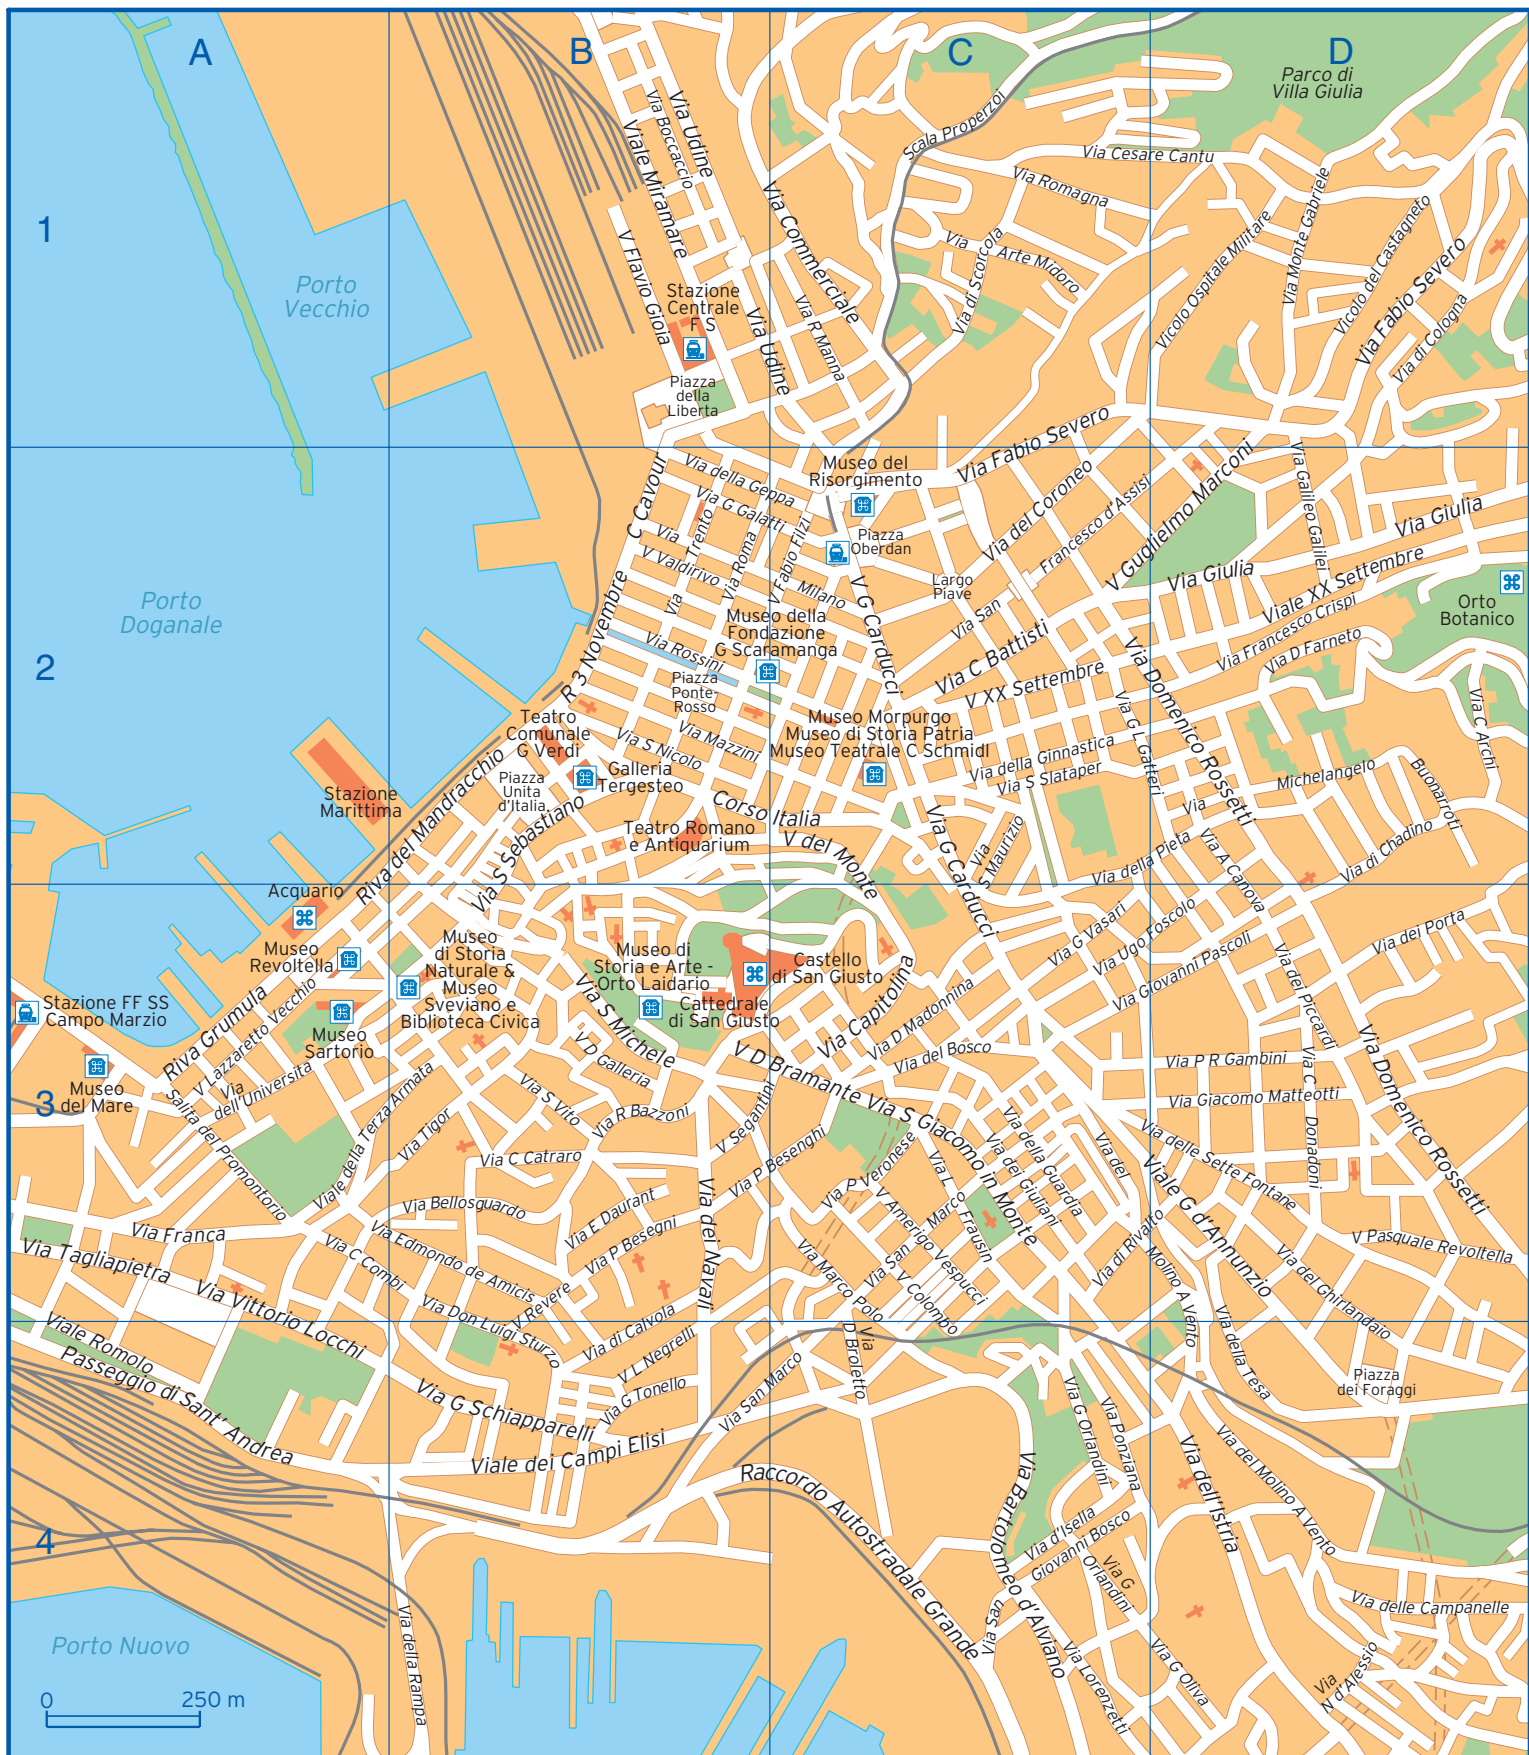 A
B
C
D
1
2
3
4
Parco di
Villa Giulia
Scala Properzoi
Via Cesare Cantu
Via Romagna
Via Udine
Via Boccaccio
Viale Miramare
Via Commerciale
V Flavio Gioia
Via
Arte Midoro
Via di Scorcola
Vicolo Ospitale Militare
Via Monte Gabriele
Vicolo del Castagneto
Via Fabio Severo
Via di Cologna
Porto
Vecchio
Stazione
Centrale
F S
Via Udine
Via R Manna
Piazza
della
Liberta
Via Fabio Severo
Museo del
Risorgimento
Via della Geppa
C Cavour
Via G Galatti
Via
Trento
Via
V Valdirivo
Via Roma
V Fabio Filzi
Milano
Piazza
Oberdan
Largo
Piave
Via del Coroneo
Francesco d'Assisi
Via San
V Guglielmo Marconi
Via Galileo Galilei
Via Giulia
Via Giulia
Viale XX Settembre
Via Francesco Crispi
Via D Farneto
Orto
Botanico
Porto
Doganale
R 3 Novembre
Via Rossini
Museo della
Fondazione
G Scaramanga
V G Carducci
Via C Battisti
V XX Settembre
Via Domenico Rossetti
Via G L Gatteri
Via C Archi
Piazza
Ponte-
Rosso
Teatro
Comunale
G Verdi
Via S Nicolo
Via Mazzini
Museo Morpurgo
Museo di Storia Patria
Museo Teatrale C Schmidl
Via della Ginnastica
Via S Slataper
Via
Michelangelo
Buonarroti
Galleria
Tergesteo
Piazza
Unita
d'Italia
Stazione
Marittima
Riva del Mandracchio
Via S Sebastiano
Corso Italia
Teatro Romano
e Antiquarium
V del Monte
Via G Carducci
Via
S Maurizio
Via della Pieta
Via A Canova
Via di Chiadino
Acquario
Museo
Revoltella
Museo
di Storia
Naturale &
Museo
Sveviano e
Biblioteca Civica
Museo di
Storia e Arte -
Orto Laidario
Castello
di San Giusto
Cattedrale
di San Giusto
Via G Vasari
Via Ugo Foscolo
Via Giovanni Pascoli
Via dei Porta
Via dei Piccardi
Stazione FF SS
Campo Marzio
Riva Grumula
V Lazzaretto Vecchio
Via
dell'Universita
Museo
Sartorio
Museo
del Mare
Via S Michele
Via Capitolina
Via D Madonnina
Via del Bosco
V D Galleria
V D Bramante
Via S Giacomo in Monte
Via P R Gambini
Via Giacomo Matteotti
Via C
Donadoni
Via Domenico Rossetti
Salita del Promontorio
Viale della Terza Armata
Via Tigor
Via S Vito
Via R Bazzoni
V Segantini
Via P Besenghi
Via C Catraro
Via P Veronese
Via L
Frausin
Via dei Giuliani
Via della Guardia
Via del
Via delle Sette Fontane
Viale G d'Annunzio
Via Bellosguardo
Via E Daurant
Via P Besegni
Via dei Navali
V Amerigo Vespucci
Via San Marco
Via di Rivalto
Molino A Vento
V Pasquale Revoltella
Via del Ghirlandaio
Via Franca
Via Tagliapietra
Via C Combi
Via Edmondo de Amicis
V Revere
Via Marco Polo
V Colombo
Via Vittorio Locchi
Via Don Luigi Sturzo
Via di Calvola
V L Negrelli
Via
D Broletto
Via della Tesa
Piazza
dei Foraggi
Viale Romolo
Passeggio di Sant' Andrea
Via G Schiapparelli
Via G Tonello
Via San Marco
Viale dei Campi Elisi
Raccordo Autostradale Grande
Via G Orlandini
Via Ponziana
Via Bartolomeo d'Alviano
Via dell'Istria
Via del Molino A Vento
Via d'Isella
Giovanni Bosco
Via San
Via G
Orlandini
Via delle Campanelle
Via
N d'Alessio
Via G Oliva
Via Lorenzetti
Via della Rampa
Porto Nuovo
0 250 m